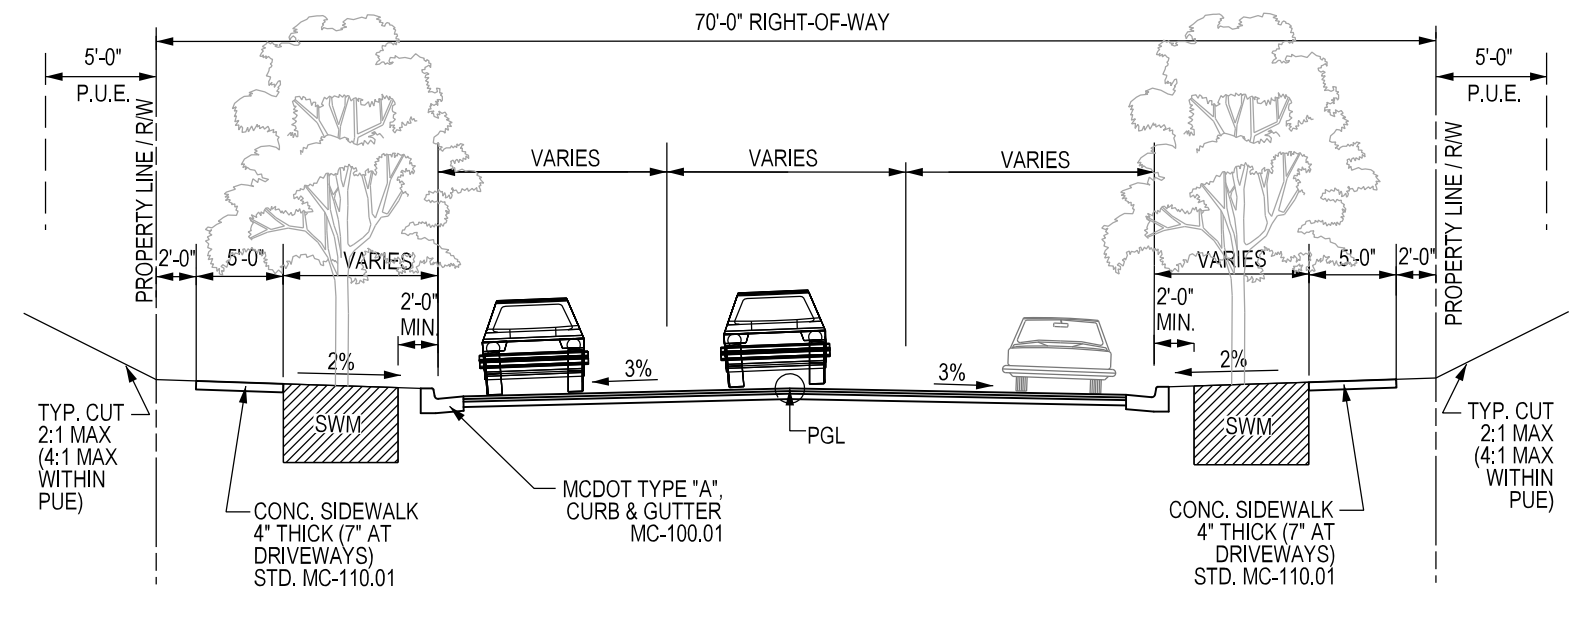 70'-0" RIGHT-OF-WAY
5'-0"
P.U.E.
5'-0"
P.U.E.
PROPERTY LINE / R/W
PROPERTY LINE / R/W
VARIES
VARIES
VARIES
2'-0"
5'-0"
VARIES
VARIES
5'-0"
2'-0"
2'-0"
MIN.
2'-0"
MIN.
2%
3%
3%
2%
TYP. CUT
2:1 MAX
(4:1 MAX
WITHIN
PUE)
SWM
PGL
SWM
TYP. CUT
2:1 MAX
(4:1 MAX
WITHIN
PUE)
CONC. SIDEWALK
4" THICK (7" AT
DRIVEWAYS)
STD. MC-110.01
MCDOT TYPE "A",
CURB & GUTTER
MC-100.01
CONC. SIDEWALK
4" THICK (7" AT
DRIVEWAYS)
STD. MC-110.01